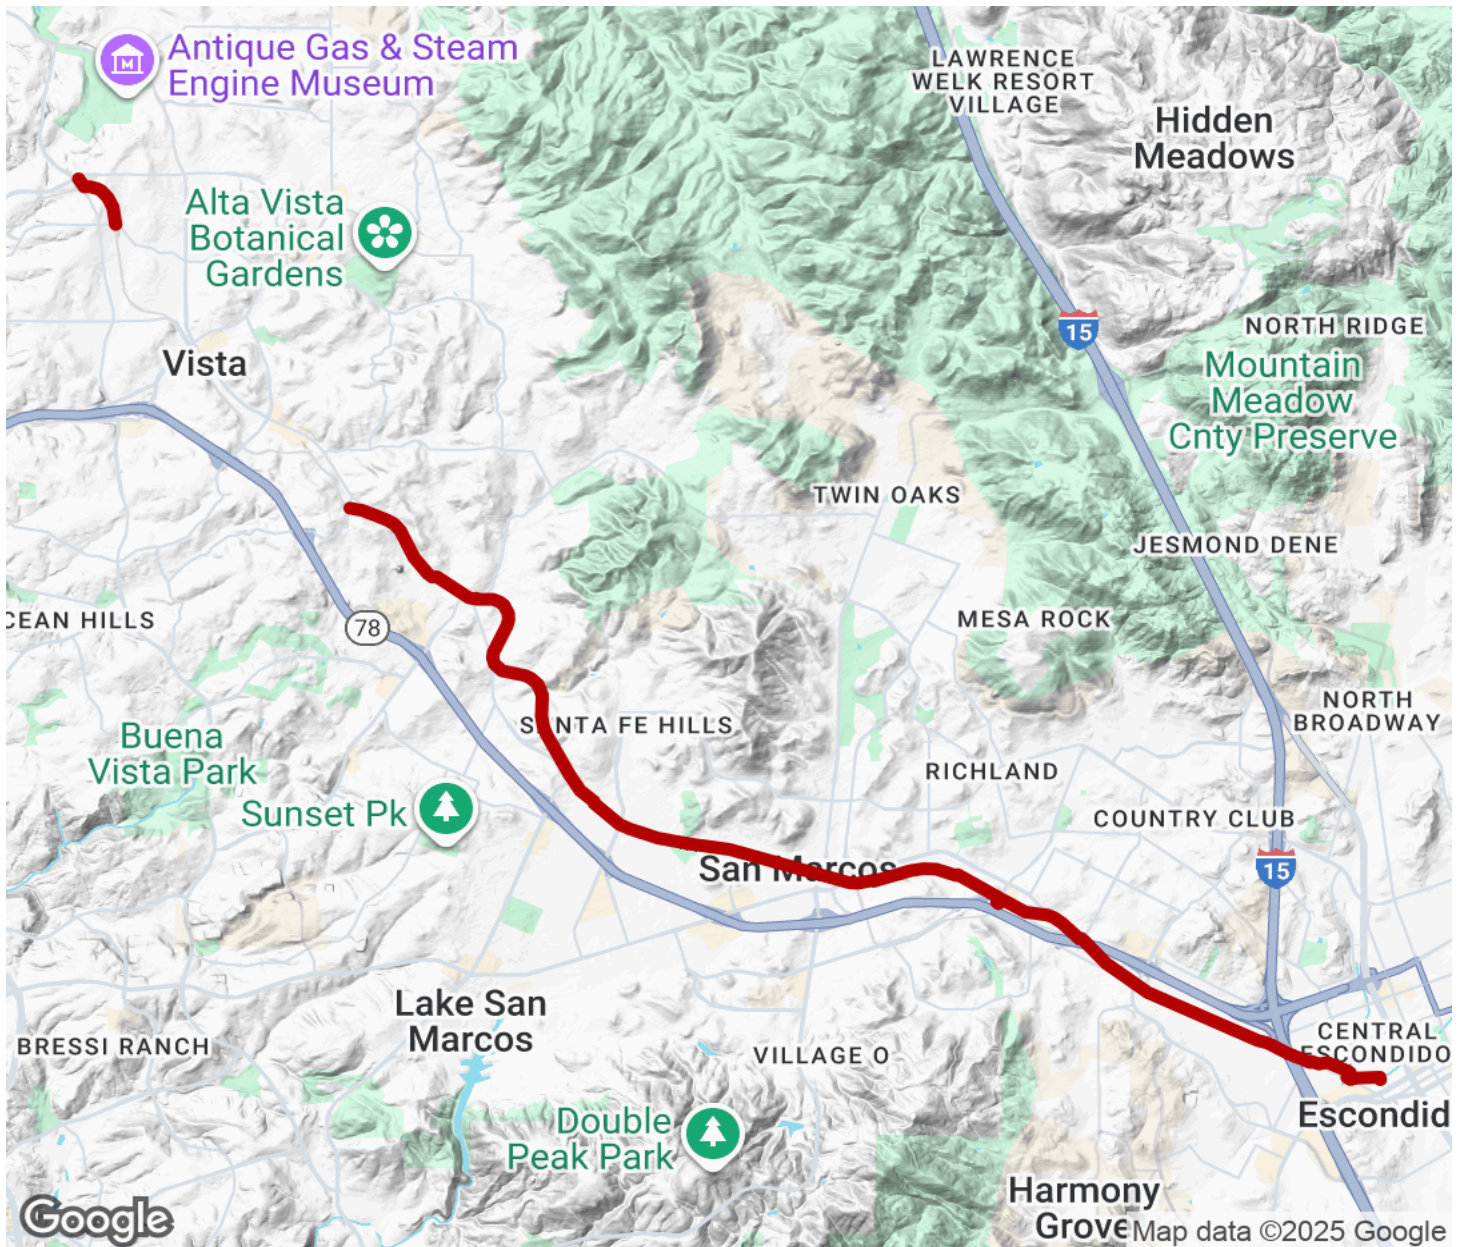 Antique Gas & Steam
Engine Museum
M
LAWRENCE
WELK RESORT
VILLAGE
Hidden
Meadows
Alta Vista
Botanical
Gardens
15
NORTH RIDGE
Mountain
Meadow
Cnty Preserve
Vista
TWIN OAKS
JESMOND DENE
CEAN HILLS
78
MESA ROCK
NORTH
BROADWAY
SANTA FE HILLS
Buena
Vista Park
RICHLAND
Sunset Pk
COUNTRY CLUB
San Marcos
15
Lake San
Marcos
BRESSI RANCH
VILLAGE O
CENTRAL
ESCONDIDO
Escondid
Double
Peak Park
Harmony
Grove
Google
Map data ©2025 Google